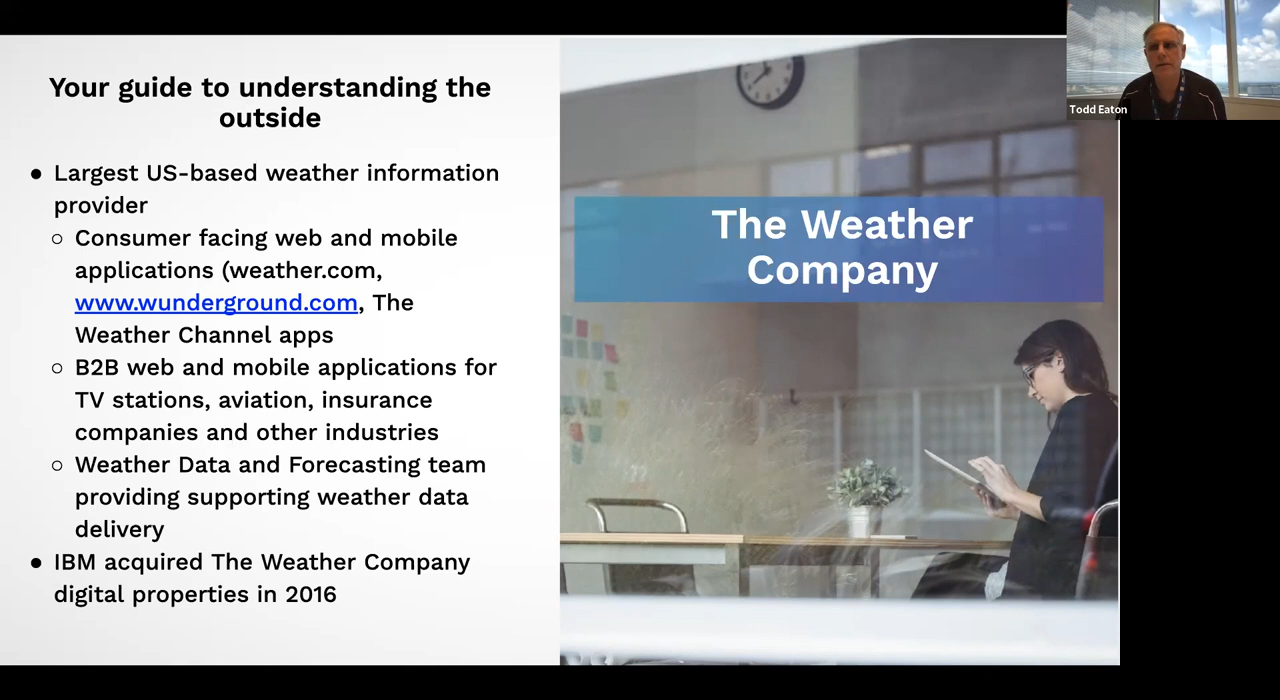 Your guide to understanding the
outside
● Largest US-based weather information
provider
○ Consumer facing web and mobile
applications (weather.com,
www.wunderground.com, The
Weather Channel apps
○ B2B web and mobile applications for
TV stations, aviation, insurance
companies and other industries
○ Weather Data and Forecasting team
providing supporting weather data
delivery
● IBM acquired The Weather Company
digital properties in 2016
The Weather
Company
Todd Eaton